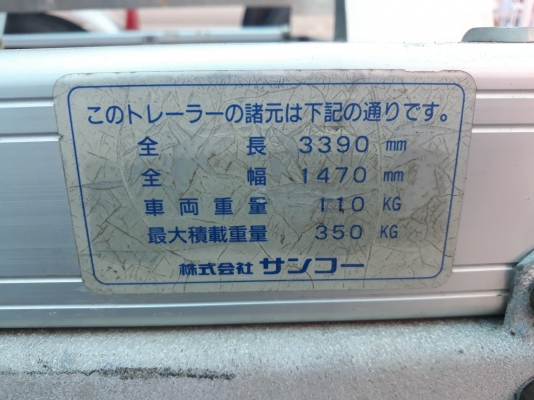 このトレーラーの諸元は下記の通りです。
全長 3390 mm
全幅 1470 mm
車両重量 110 KG
最大積載重量 350 KG
株式会社 サンコー